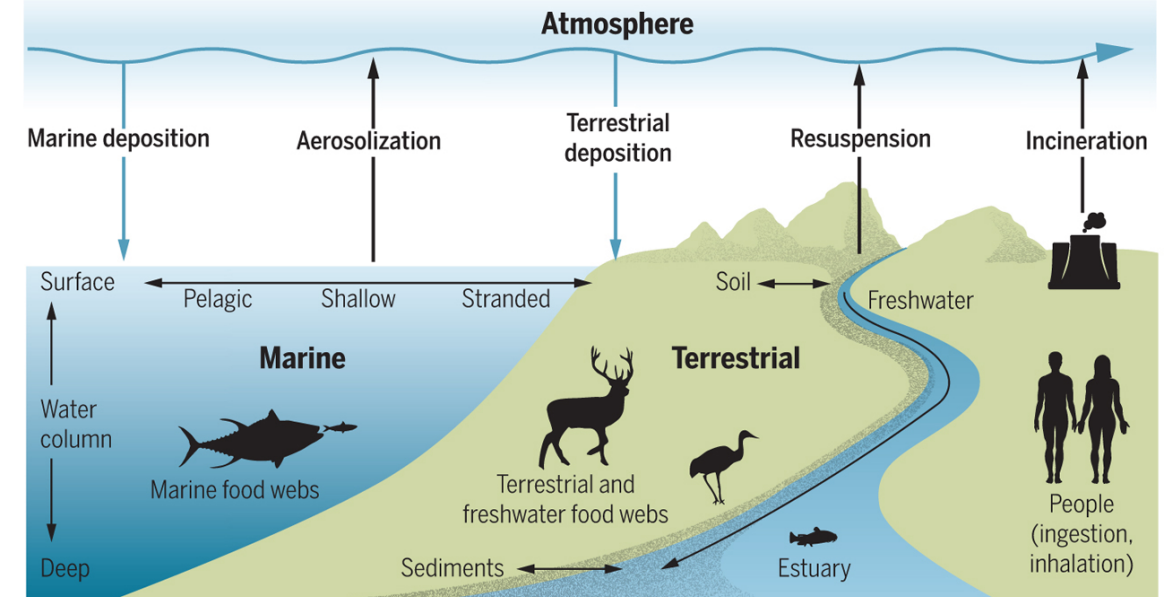 Atmosphere
Marine deposition
Aerosolization
Terrestrial
deposition
Resuspension
Incineration
Surface
Pelagic
Shallow
Stranded
Soil
Freshwater
Marine
Terrestrial
Water
column
Marine food webs
Terrestrial and
freshwater food webs
People
(ingestion,
inhalation)
Deep
Sediments
Estuary